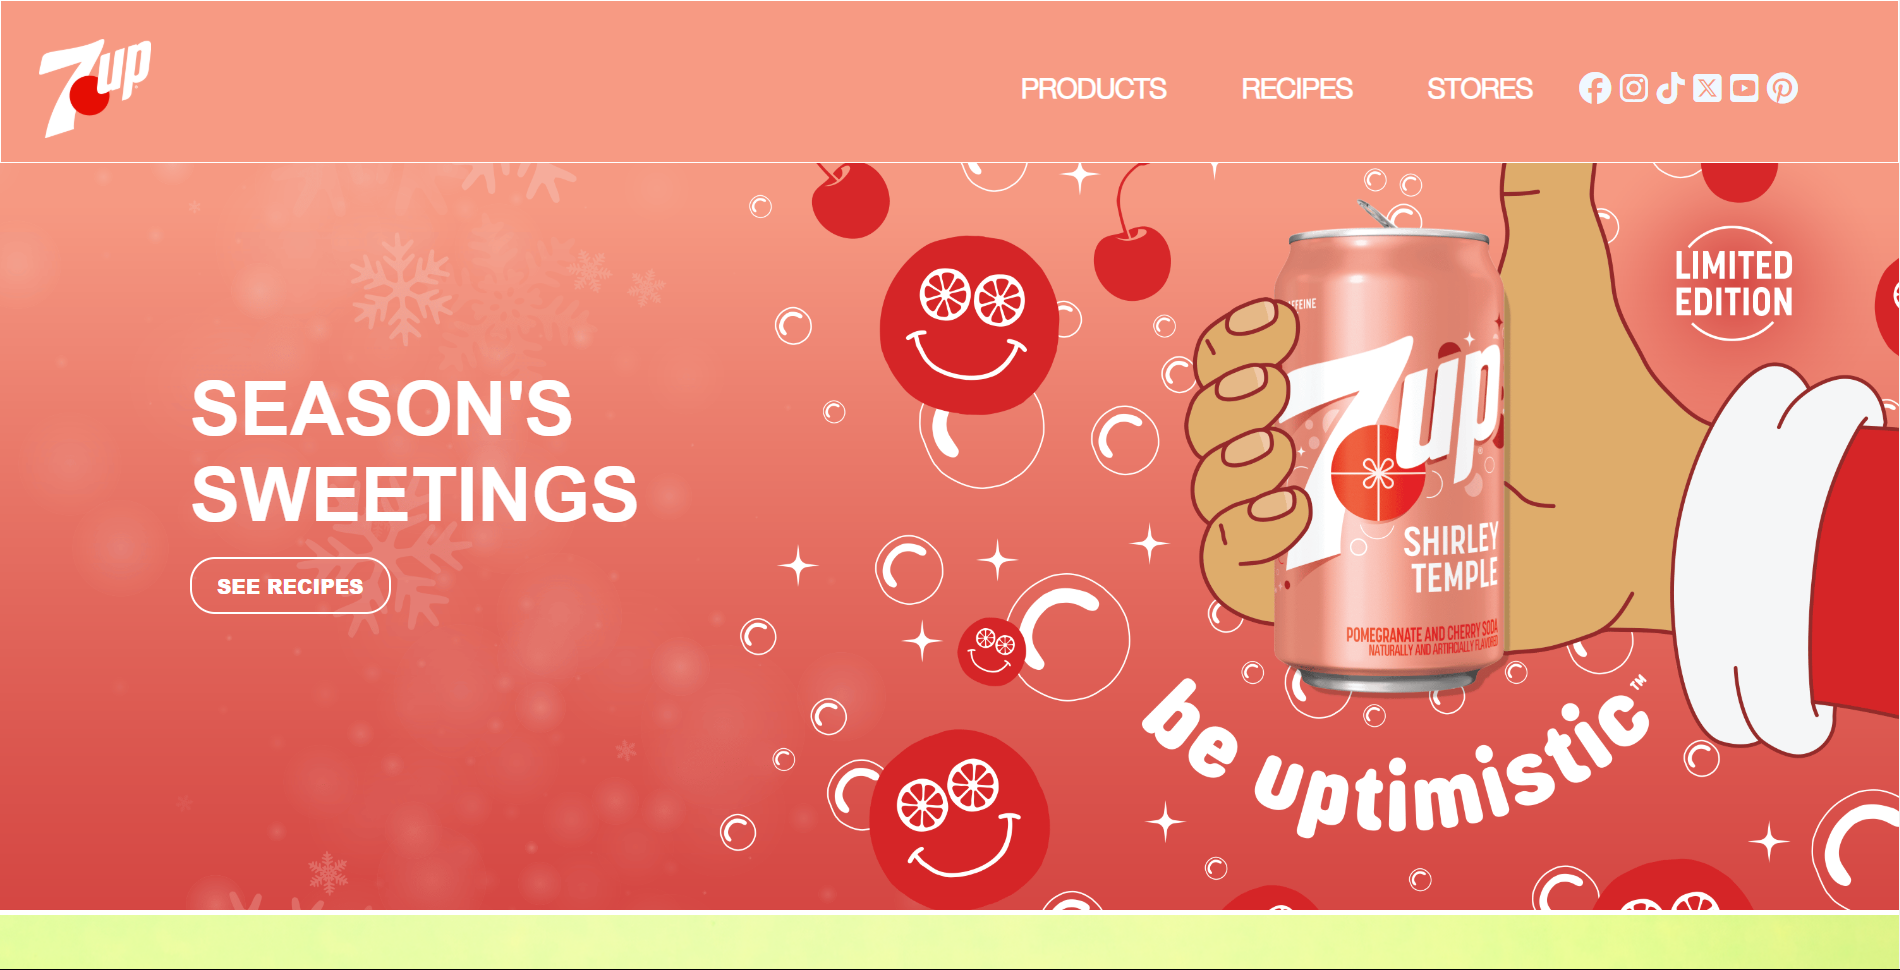 7up
PRODUCTS
RECIPES
STORES
SEASON'S
SWEETINGS
SEE RECIPES
LIMITED
EDITION
7up
SHIRLEY
TEMPLE
POMEGRANATE AND CHERRY SODA
NATURALLY AND ARTIFICIALLY FLAVORED
be uptimistic™